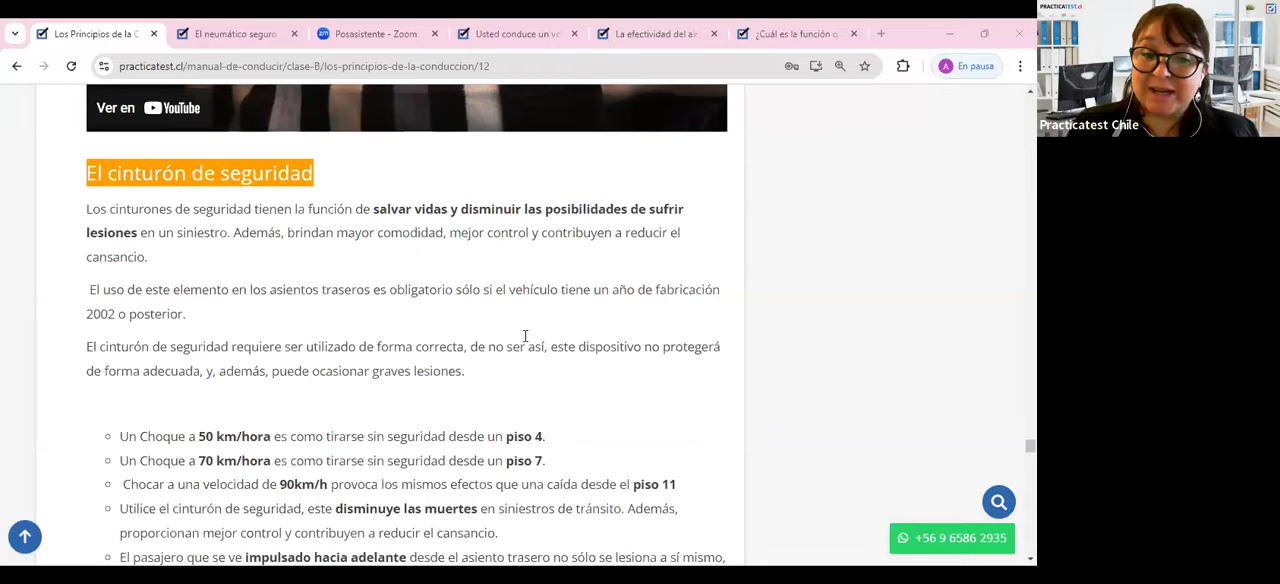 Los Principios de la C
El neumático seguro
Posasistente - Zoom
Usted conduce un ve
La efectividad del air
¿Cuál es la función q
practicatest.cl/manual-de-conducir/clase-B/los-principios-de-la-conduccion/12
A En pausa
PRACTICATEST.cl
Practicatest Chile
Ver en YouTube
El cinturón de seguridad
Los cinturones de seguridad tienen la función de salvar vidas y disminuir las posibilidades de sufrir
lesiones en un siniestro. Además, brindan mayor comodidad, mejor control y contribuyen a reducir el
cansancio.
El uso de este elemento en los asientos traseros es obligatorio sólo si el vehículo tiene un año de fabricación
2002 o posterior.
El cinturón de seguridad requiere ser utilizado de forma correcta, de no ser así, este dispositivo no protegerá
de forma adecuada, y, además, puede ocasionar graves lesiones.
Un Choque a 50 km/hora es como tirarse sin seguridad desde un piso 4.
Un Choque a 70 km/hora es como tirarse sin seguridad desde un piso 7.
Chocar a una velocidad de 90km/h provoca los mismos efectos que una caída desde el piso 11
Utilice el cinturón de seguridad, este disminuye las muertes en siniestros de tránsito. Además,
proporcionan mejor control y contribuyen a reducir el cansancio.
El pasajero que se ve impulsado hacia adelante desde el asiento trasero no sólo se lesiona a sí mismo,
+56 9 6586 2935